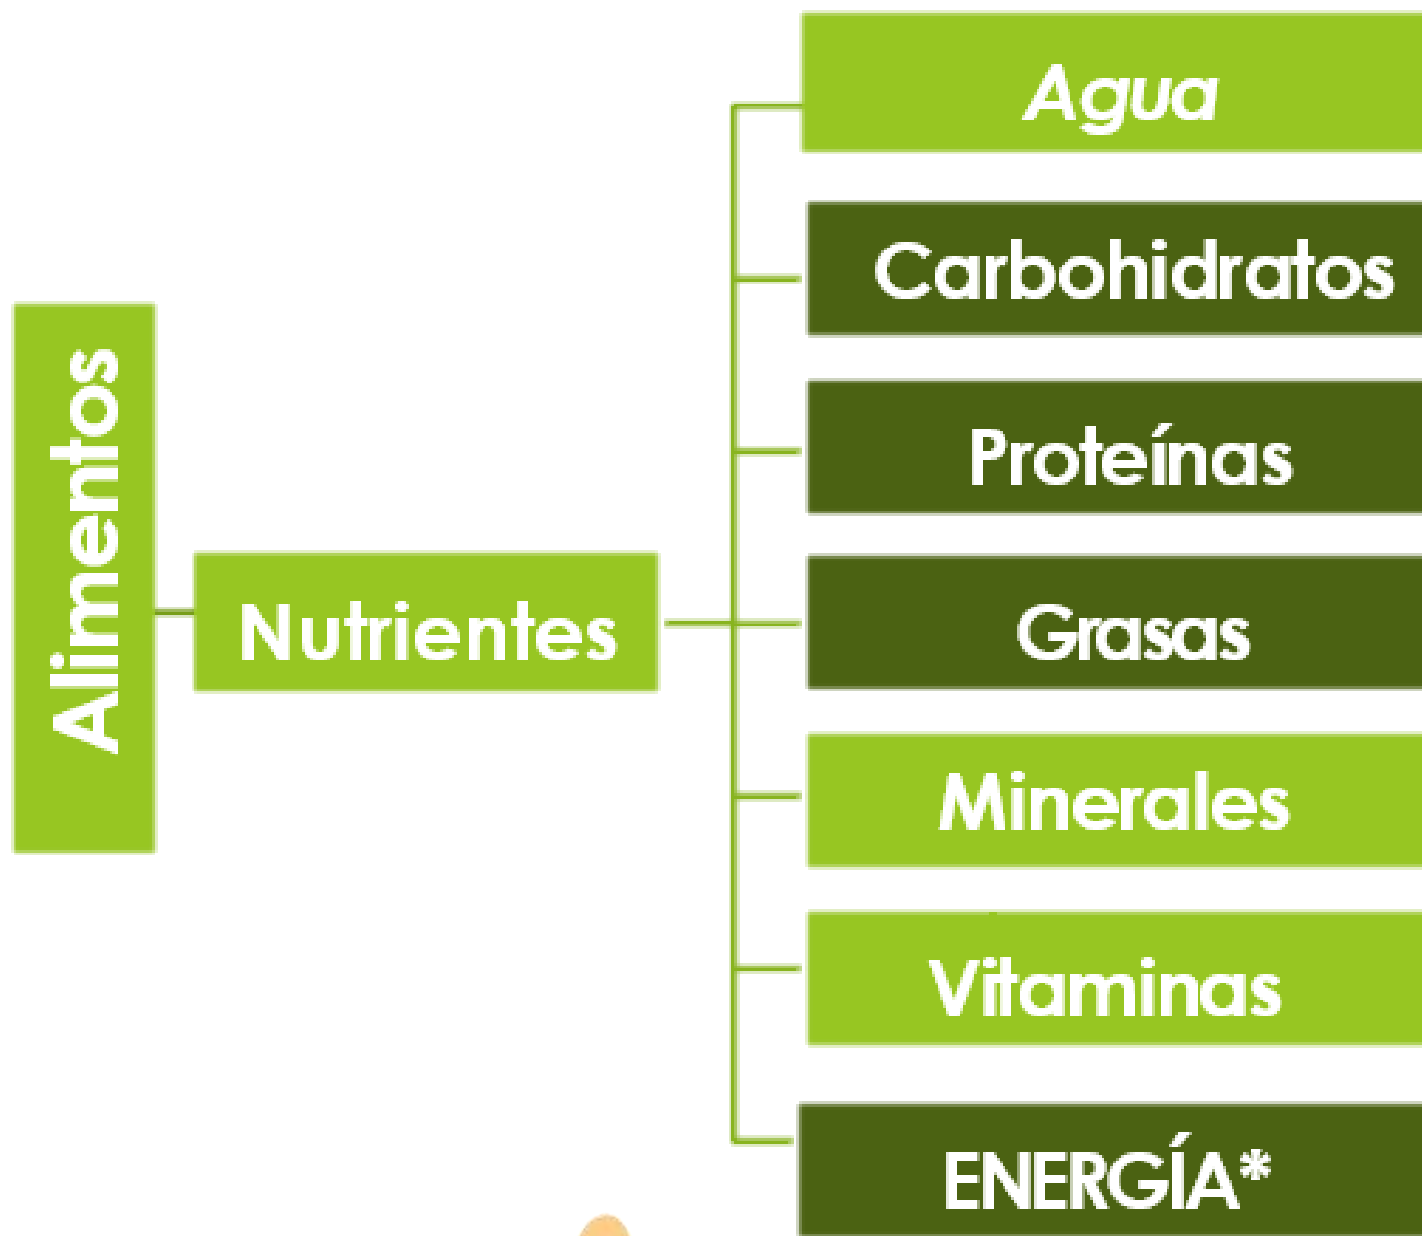 Alimentos
Nutrientes
Agua
Carbohidratos
Proteínas
Grasas
Minerales
Vitaminas
ENERGÍA*